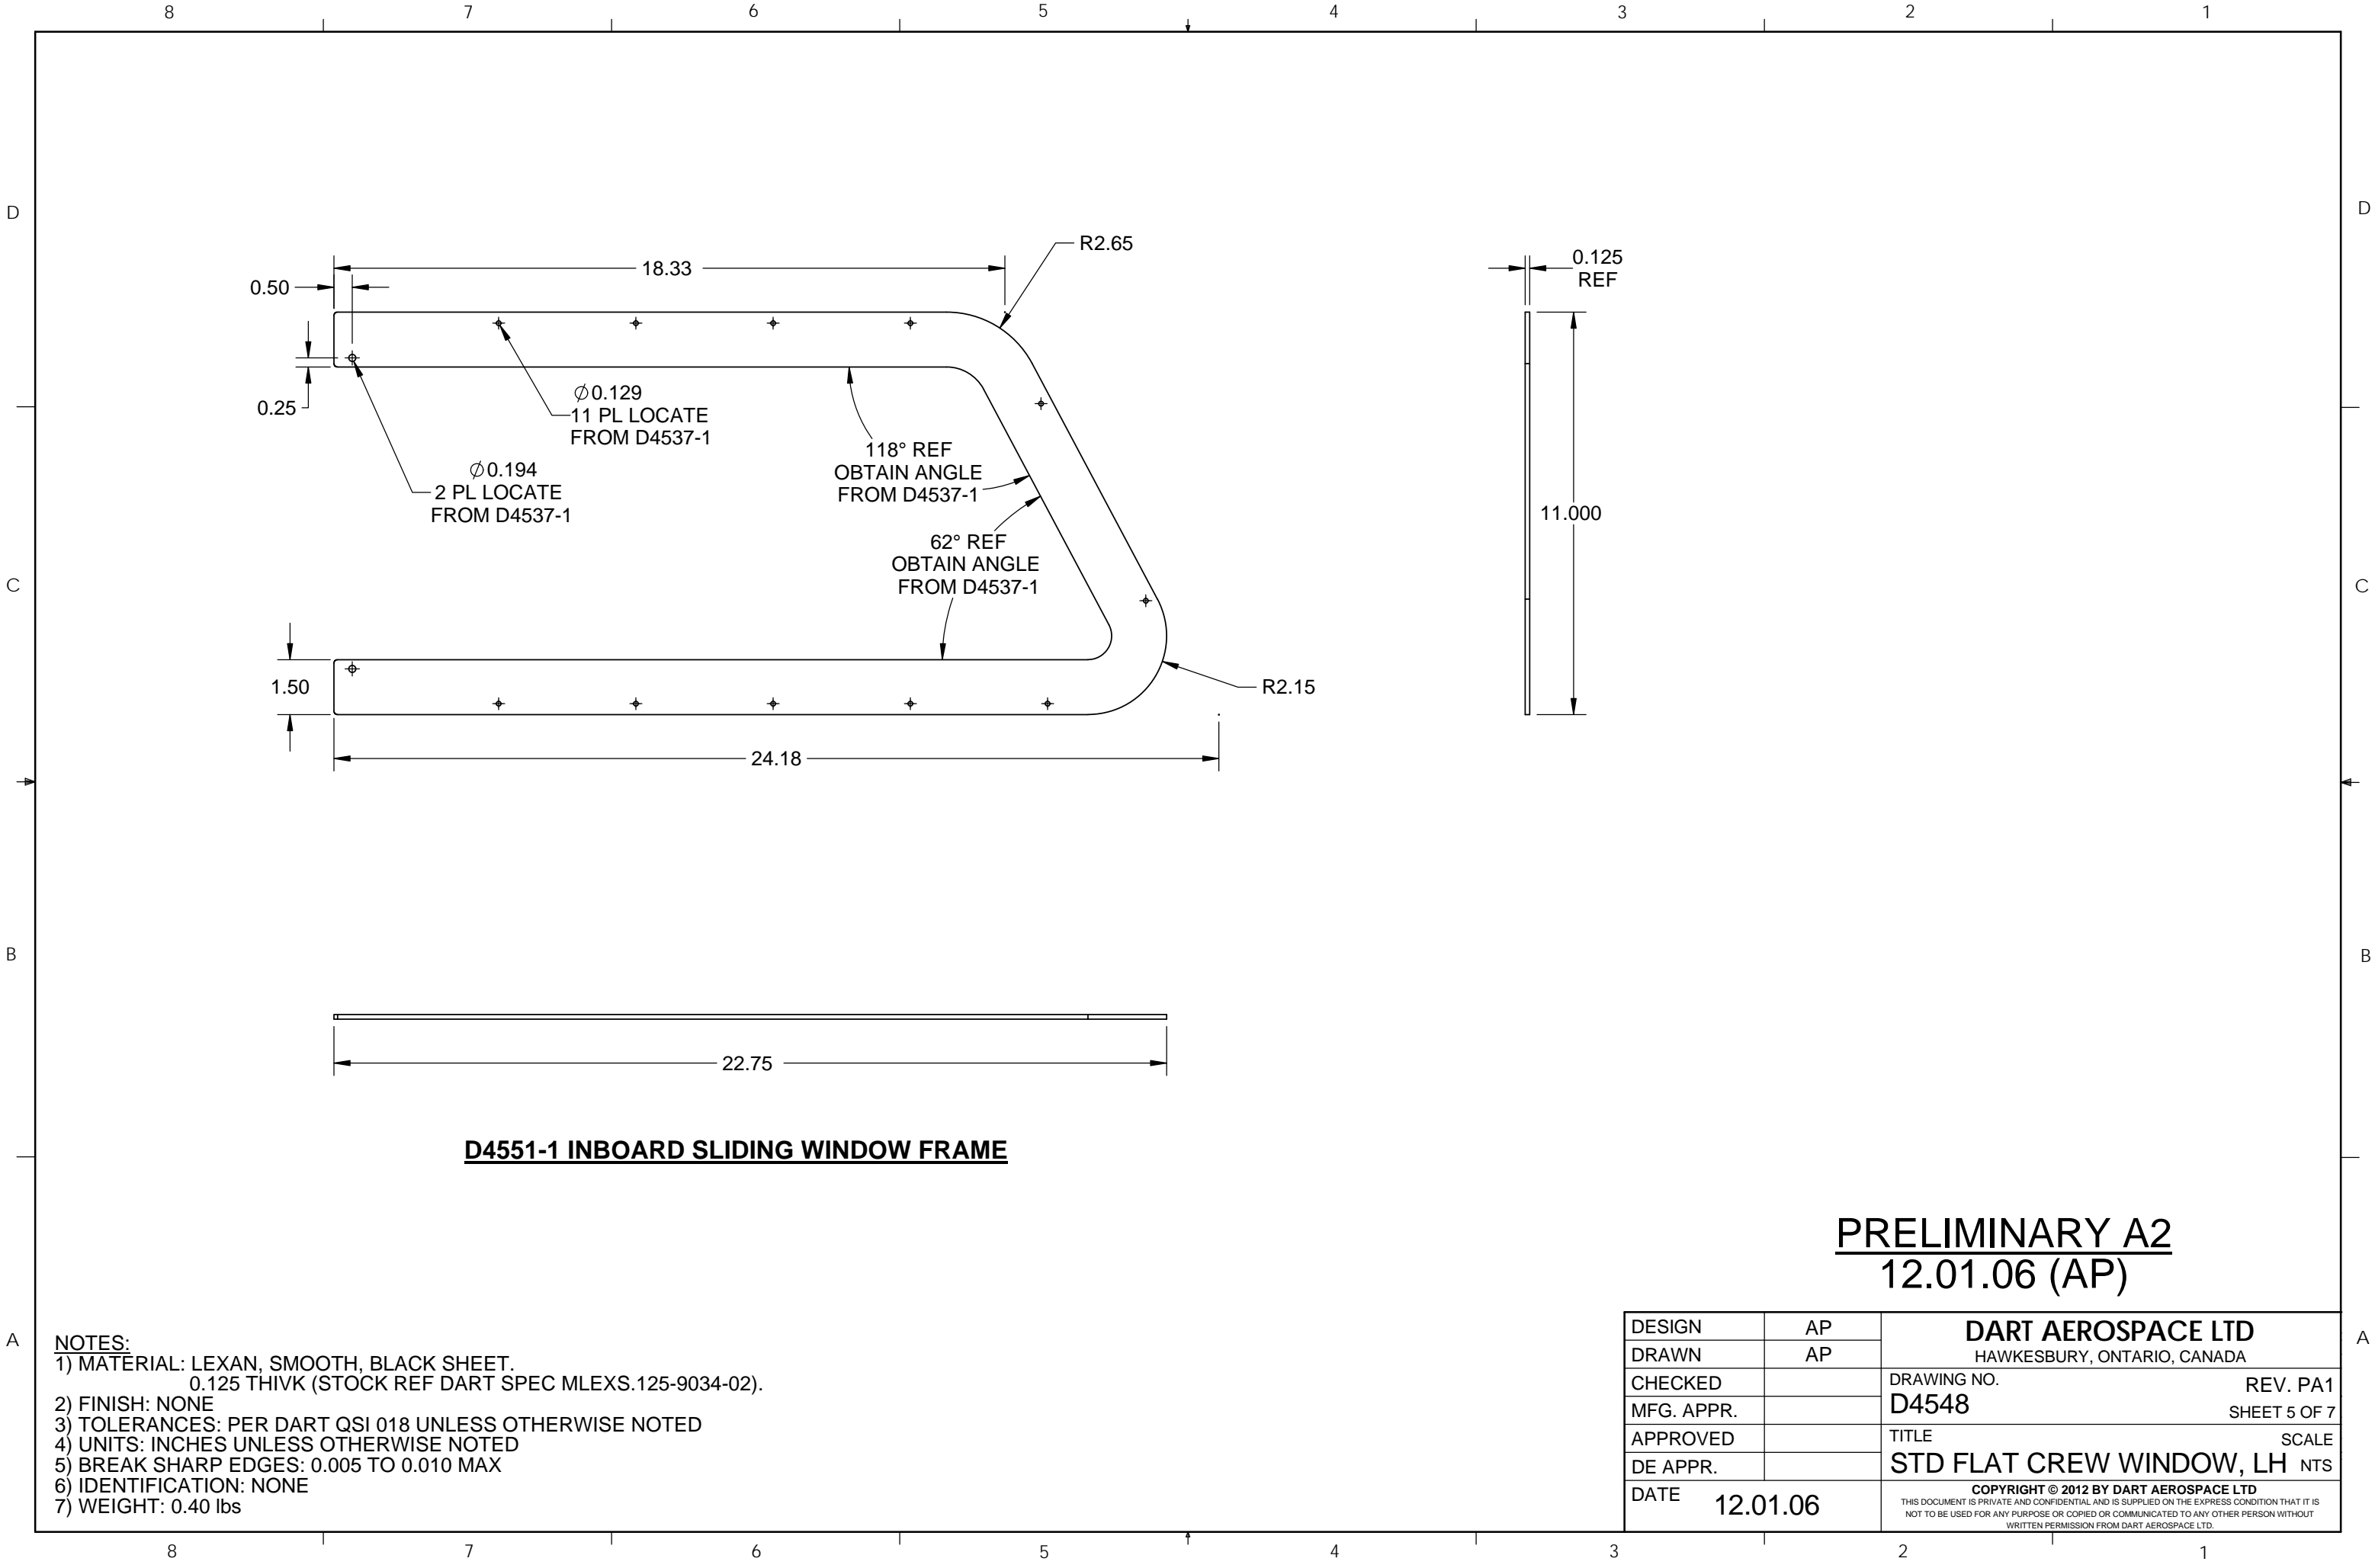 8 7 6 5 4 3 2 1
D
D
18.33
R2.65
0.50
0.125
REF
0.25
Ø0.129
11 PL LOCATE
FROM D4537-1
118° REF
OBTAIN ANGLE
FROM D4537-1
Ø0.194
2 PL LOCATE
FROM D4537-1
11.000
62° REF
OBTAIN ANGLE
FROM D4537-1
C
C
1.50
R2.15
24.18
B
B
22.75
D4551-1 INBOARD SLIDING WINDOW FRAME
PRELIMINARY A2
12.01.06 (AP)
A
A
NOTES:
1) MATERIAL: LEXAN, SMOOTH, BLACK SHEET.
0.125 THIVK (STOCK REF DART SPEC MLEXS.125-9034-02).
2) FINISH: NONE
3) TOLERANCES: PER DART QSI 018 UNLESS OTHERWISE NOTED
4) UNITS: INCHES UNLESS OTHERWISE NOTED
5) BREAK SHARP EDGES: 0.005 TO 0.010 MAX
6) IDENTIFICATION: NONE
7) WEIGHT: 0.40 lbs
DESIGN AP
DRAWN AP
CHECKED
MFG. APPR.
APPROVED
DE APPR.
DATE 12.01.06
DART AEROSPACE LTD
HAWKESBURY, ONTARIO, CANADA
DRAWING NO. REV. PA1
D4548 SHEET 5 OF 7
TITLE SCALE
STD FLAT CREW WINDOW, LH NTS
COPYRIGHT © 2012 BY DART AEROSPACE LTD
THIS DOCUMENT IS PRIVATE AND CONFIDENTIAL AND IS SUPPLIED ON THE EXPRESS CONDITION THAT IT IS
NOT TO BE USED FOR ANY PURPOSE OR COPIED OR COMMUNICATED TO ANY OTHER PERSON WITHOUT
WRITTEN PERMISSION FROM DART AEROSPACE LTD.
8 7 6 5 4 3 2 1